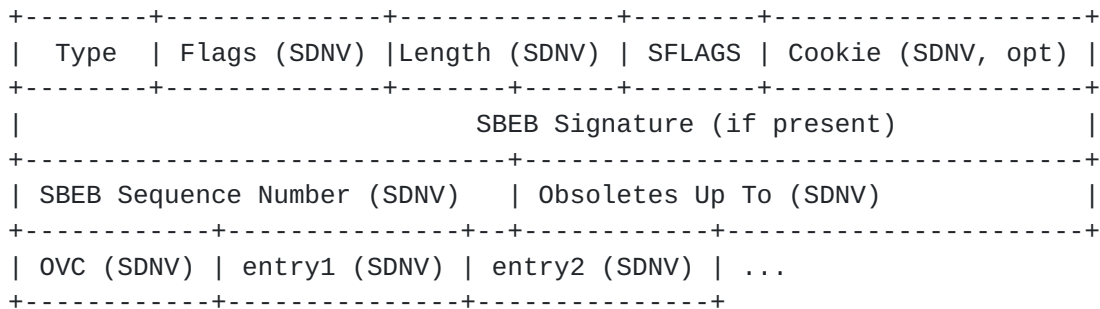 +--------+--------------+--------------+--------+--------------------+
|  Type  | Flags (SDNV) |Length (SDNV) | SFLAGS | Cookie (SDNV, opt) |
+--------+--------------+-------+------+--------+--------------------+
|                             SBEB Signature (if present)            |
+-------------------------------+------------------------------------+
| SBEB Sequence Number (SDNV)   | Obsoletes Up To (SDNV)             |
+------------+---------------+--+------------+-----------------------+
| OVC (SDNV) | entry1 (SDNV) | entry2 (SDNV) | ...
+------------+---------------+---------------+